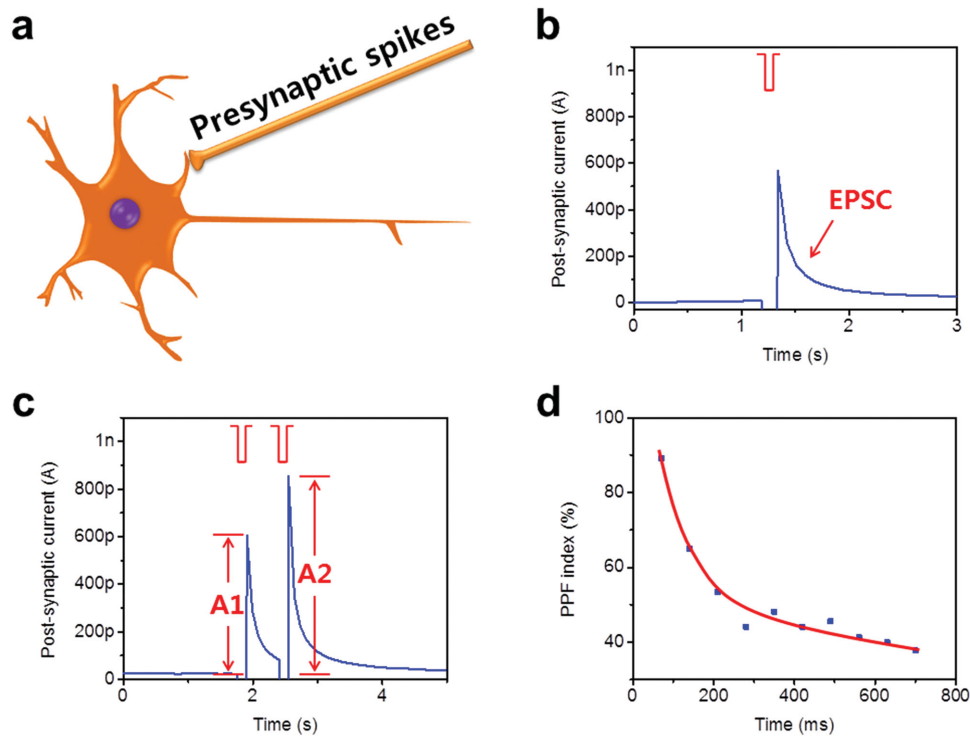 a
Presynaptic spikes
b
Post-synaptic current (A)
1n
800p
600p
400p
200p
0
EPSC
0 1 2 3
Time (s)
c
Post-synaptic current (A)
1n
800p
600p
400p
200p
0
A1
A2
0 2 4
Time (s)
d
PPF index (%)
100
80
60
40
0 200 400 600 800
Time (ms)